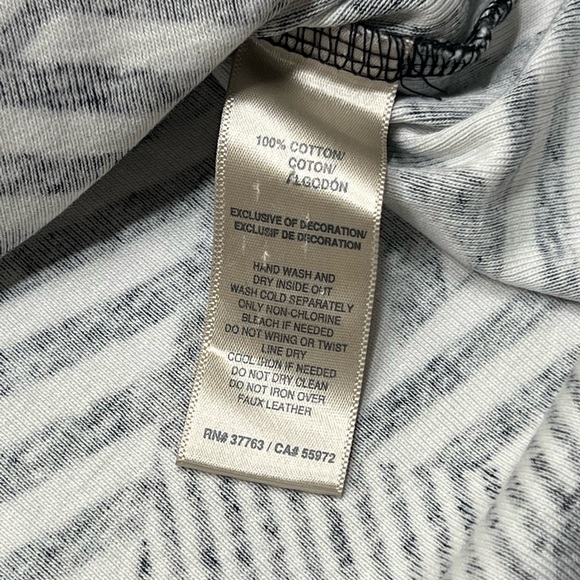 100% COTTON/
COTON/
ALGODÓN
EXCLUSIVE OF DECORATION/
EXCLUSIF DE DECORATION
HAND WASH AND
DRY INSIDE OUT
WASH COLD SEPARATELY
ONLY NON-CHLORINE
BLEACH IF NEEDED
DO NOT WRING OR TWIST
LINE DRY
COOL IRON IF NEEDED
DO NOT DRY CLEAN
DO NOT IRON OVER
FAUX LEATHER
RN# 37763 / CA# 55972